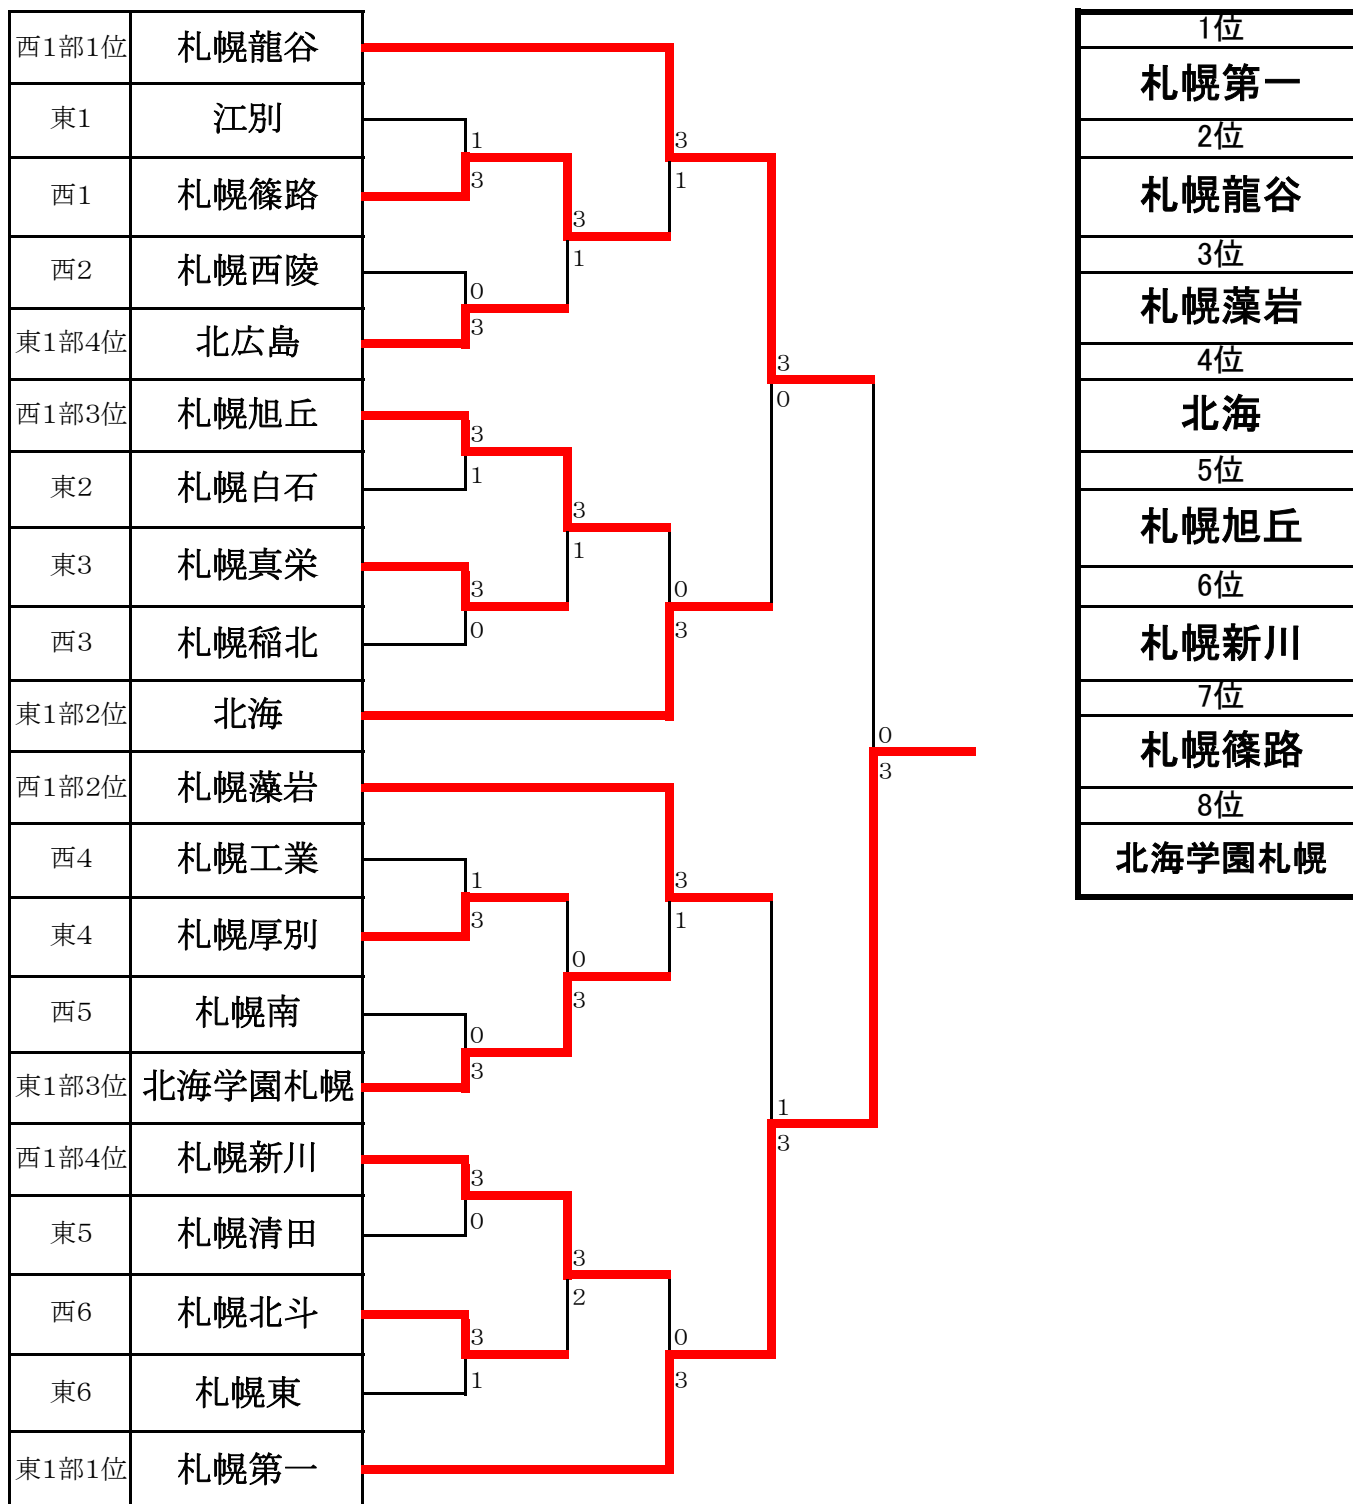 西1部1位 札幌龍谷
東1 江別
西1 札幌篠路
西2 札幌西陵
東1部4位 北広島
西1部3位 札幌旭丘
東2 札幌白石
東3 札幌真栄
西3 札幌稲北
東1部2位 北海
西1部2位 札幌藻岩
西4 札幌工業
東4 札幌厚別
西5 札幌南
東1部3位 北海学園札幌
西1部4位 札幌新川
東5 札幌清田
西6 札幌北斗
東6 札幌東
東1部1位 札幌第一
1
3
0
3
3
1
3
0
1
3
0
3
3
0
3
1
3
1
3
1
0
3
3
2
3
1
0
3
3
1
0
3
3
0
1
3
0
3
1位
札幌第一
2位
札幌龍谷
3位
札幌藻岩
4位
北海
5位
札幌旭丘
6位
札幌新川
7位
札幌篠路
8位
北海学園札幌